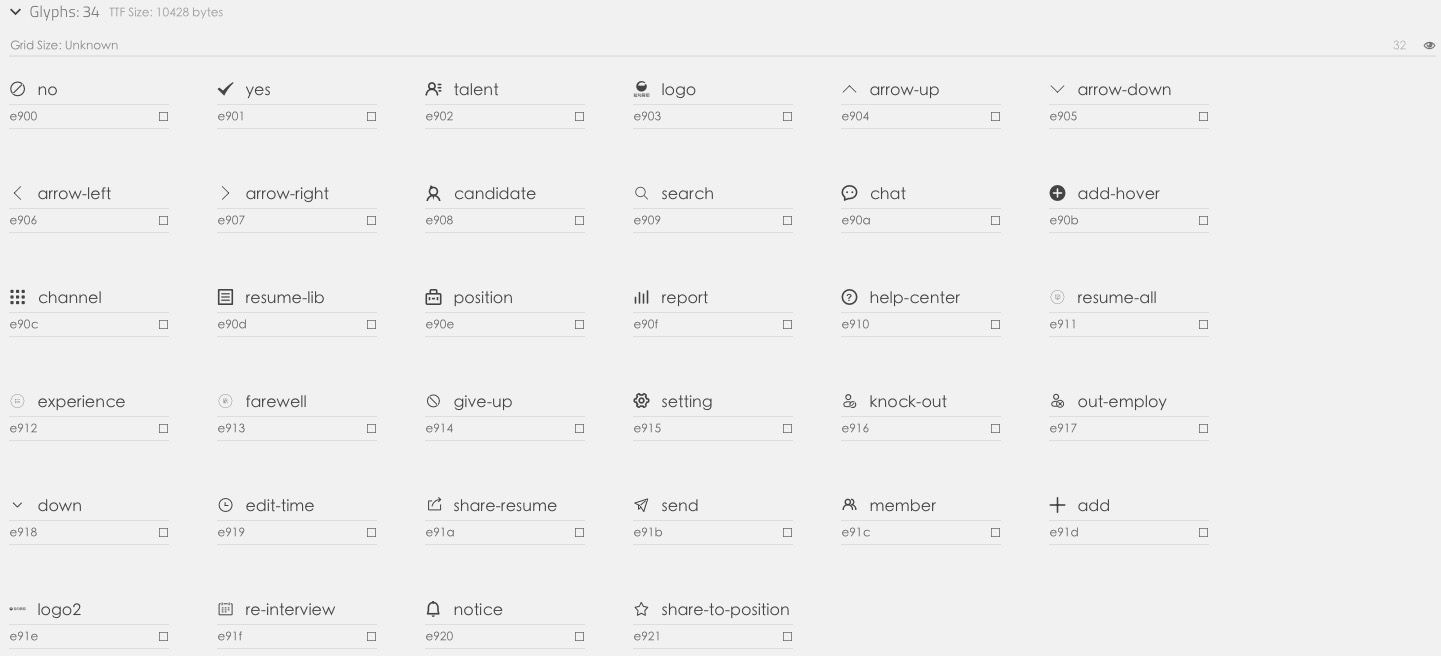 Glyphs: 34 TTF Size: 10428 bytes
Grid Size: Unknown 32
no yes talent logo arrow-up arrow-down
e900 e901 e902 e903 e904 e905
arrow-left arrow-right candidate search chat add-hover
e906 e907 e908 e909 e90a e90b
channel resume-lib position report help-center resume-all
e90c e90d e90e e90f e910 e911
experience farewell give-up setting knock-out out-employ
e912 e913 e914 e915 e916 e917
down edit-time share-resume send member add
e918 e919 e91a e91b e91c e91d
logo2 re-interview notice share-to-position
e91e e91f e920 e921